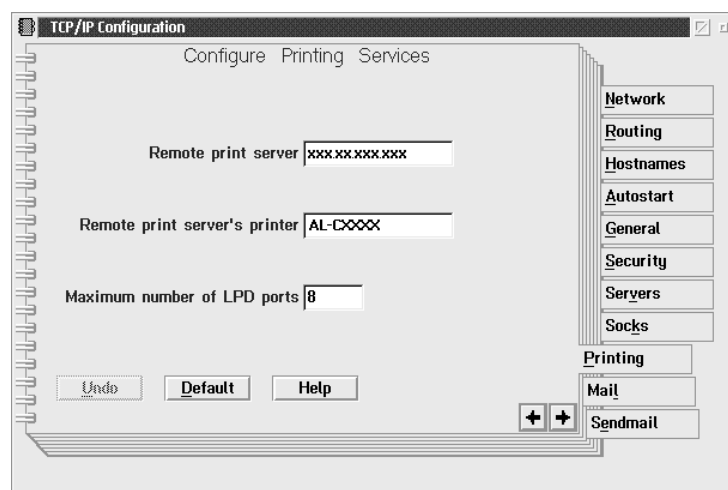 TCP/IP Configuration
Configure Printing Services
Remote print server xxx.xx.xxx.xxx
Remote print server's printer AL-CXXXX
Maximum number of LPD ports 8
Undo Default Help
Network
Routing
Hostnames
Autostart
General
Security
Servers
Socks
Printing
Mail
Sendmail